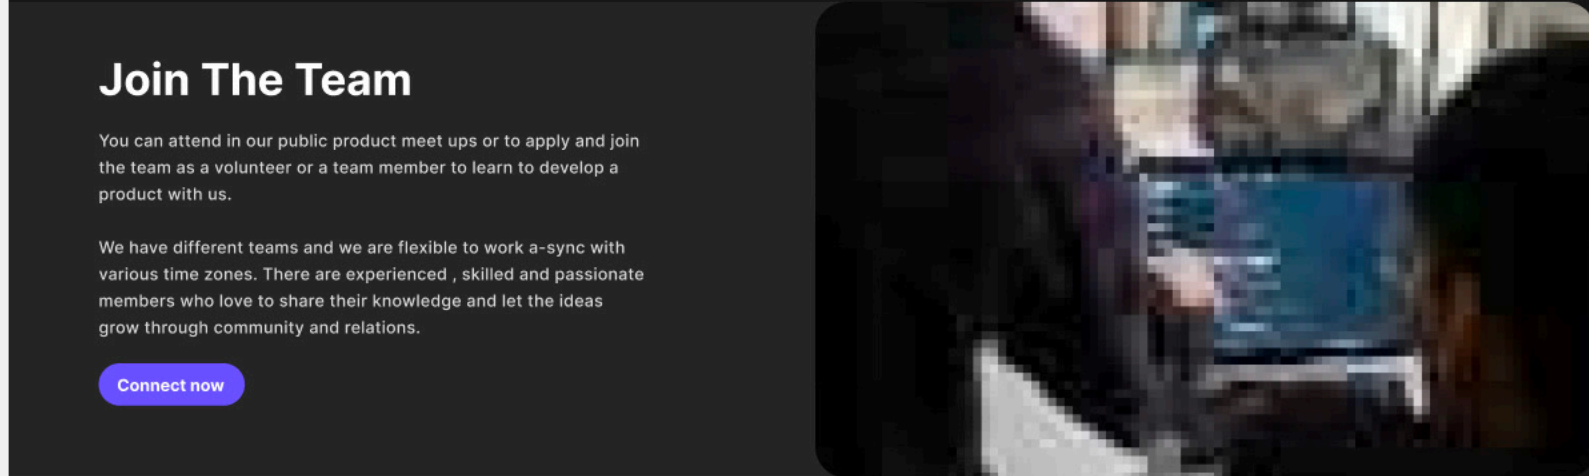 Join The Team
You can attend in our public product meet ups or to apply and join
the team as a volunteer or a team member to learn to develop a
product with us.
We have different teams and we are flexible to work a-sync with
various time zones. There are experienced , skilled and passionate
members who love to share their knowledge and let the ideas
grow through community and relations.
Connect now